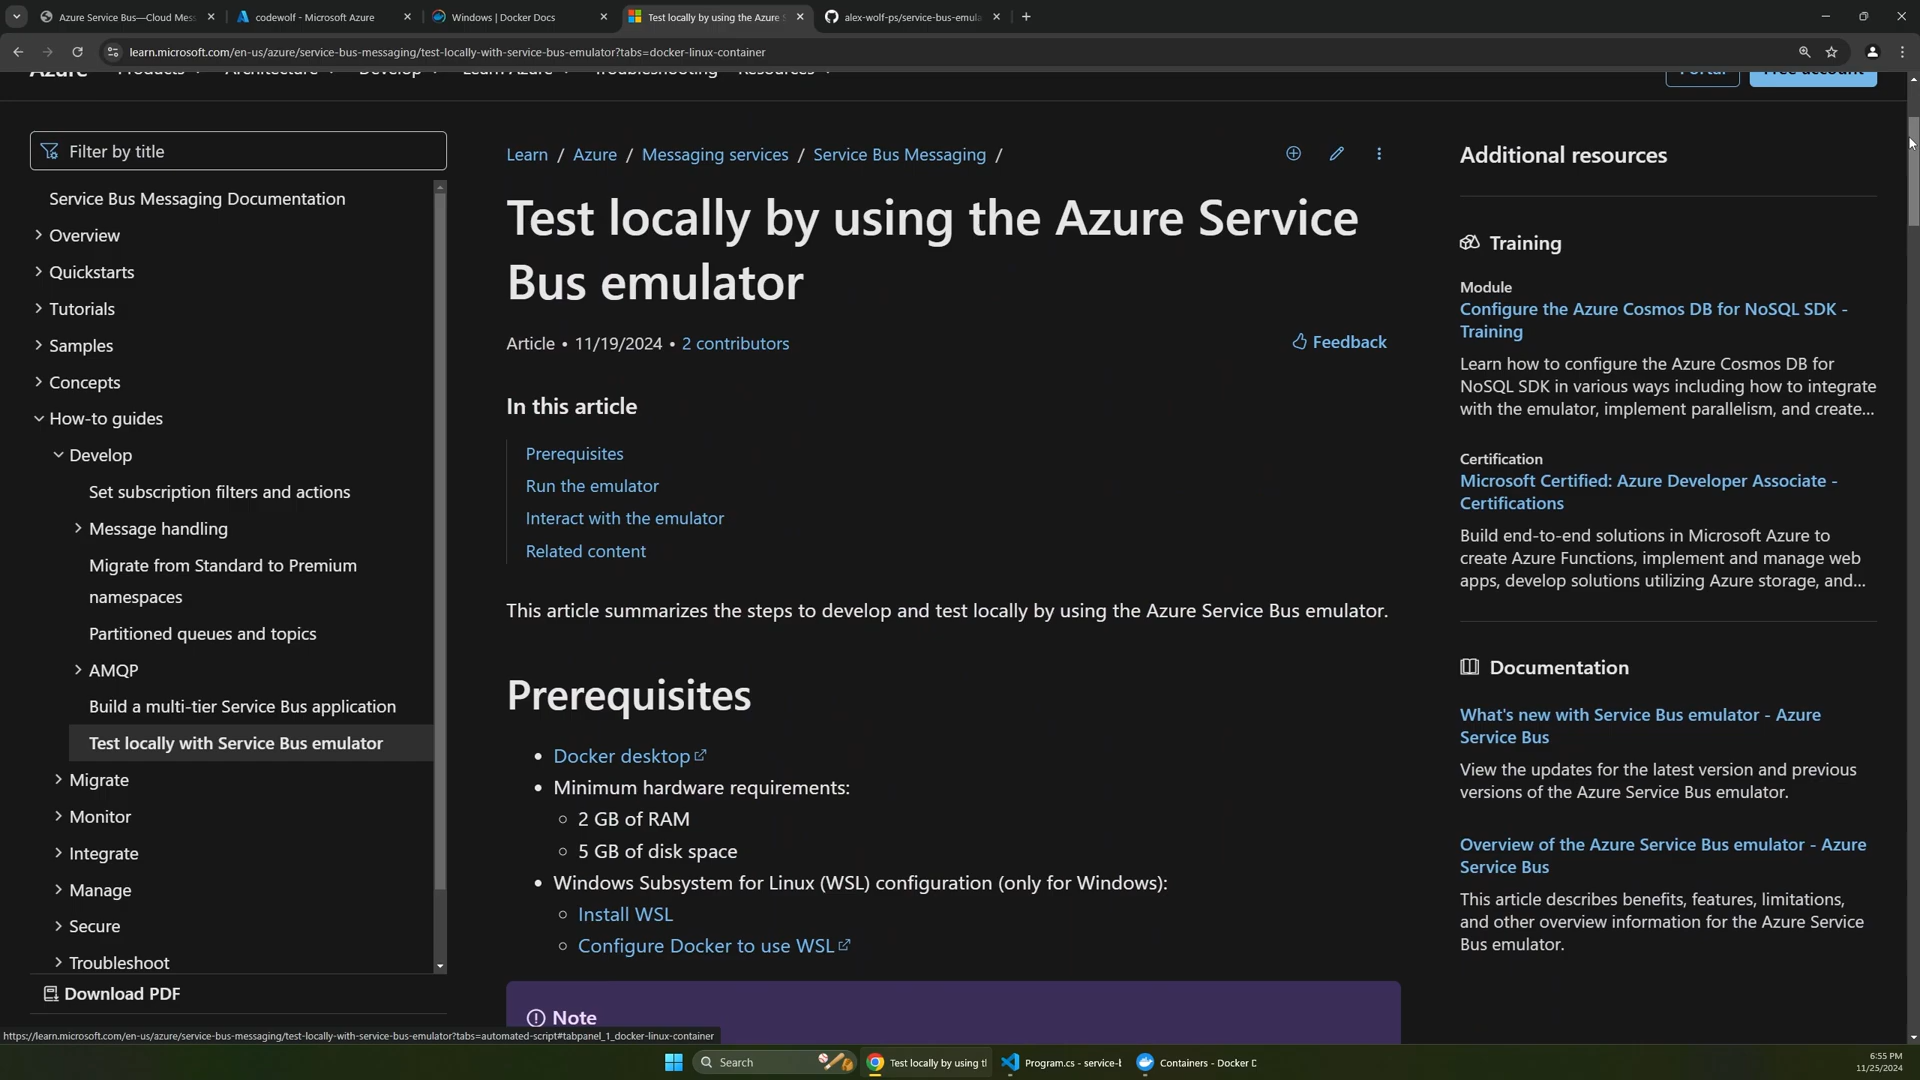 Azure Service Bus—Cloud Mess
codewolf - Microsoft Azure
Windows | Docker Docs
Test locally by using the Azure S
alex-wolf-ps/service-bus-emula
learn.microsoft.com/en-us/azure/service-bus-messaging/test-locally-with-service-bus-emulator?tabs=docker-linux-container
Azure Products Architecture Develop Learn Azure Troubleshooting Resources Portal Free account
Filter by title
Service Bus Messaging Documentation
Overview
Quickstarts
Tutorials
Samples
Concepts
How-to guides
Develop
Set subscription filters and actions
Message handling
Migrate from Standard to Premium
namespaces
Partitioned queues and topics
AMQP
Build a multi-tier Service Bus application
Test locally with Service Bus emulator
Migrate
Monitor
Integrate
Manage
Secure
Troubleshoot
Download PDF
Learn / Azure / Messaging services / Service Bus Messaging /
Test locally by using the Azure Service
Bus emulator
Article • 11/19/2024 • 2 contributors
Feedback
In this article
Prerequisites
Run the emulator
Interact with the emulator
Related content
This article summarizes the steps to develop and test locally by using the Azure Service Bus emulator.
Prerequisites
• Docker desktop
• Minimum hardware requirements:
○ 2 GB of RAM
○ 5 GB of disk space
• Windows Subsystem for Linux (WSL) configuration (only for Windows):
○ Install WSL
○ Configure Docker to use WSL
Note
Additional resources
Training
Module
Configure the Azure Cosmos DB for NoSQL SDK -
Training
Learn how to configure the Azure Cosmos DB for
NoSQL SDK in various ways including how to integrate
with the emulator, implement parallelism, and create...
Certification
Microsoft Certified: Azure Developer Associate -
Certifications
Build end-to-end solutions in Microsoft Azure to
create Azure Functions, implement and manage web
apps, develop solutions utilizing Azure storage, and...
Documentation
What's new with Service Bus emulator - Azure
Service Bus
View the updates for the latest version and previous
versions of the Azure Service Bus emulator.
Overview of the Azure Service Bus emulator - Azure
Service Bus
This article describes benefits, features, limitations,
and other overview information for the Azure Service
Bus emulator.
https://learn.microsoft.com/en-us/azure/service-bus-messaging/test-locally-with-service-bus-emulator?tabs=automated-script#tabpanel_1_docker-linux-container
Search
Test locally by using tl
Program.cs - service-b
Containers - Docker D
6:55 PM
11/25/2024